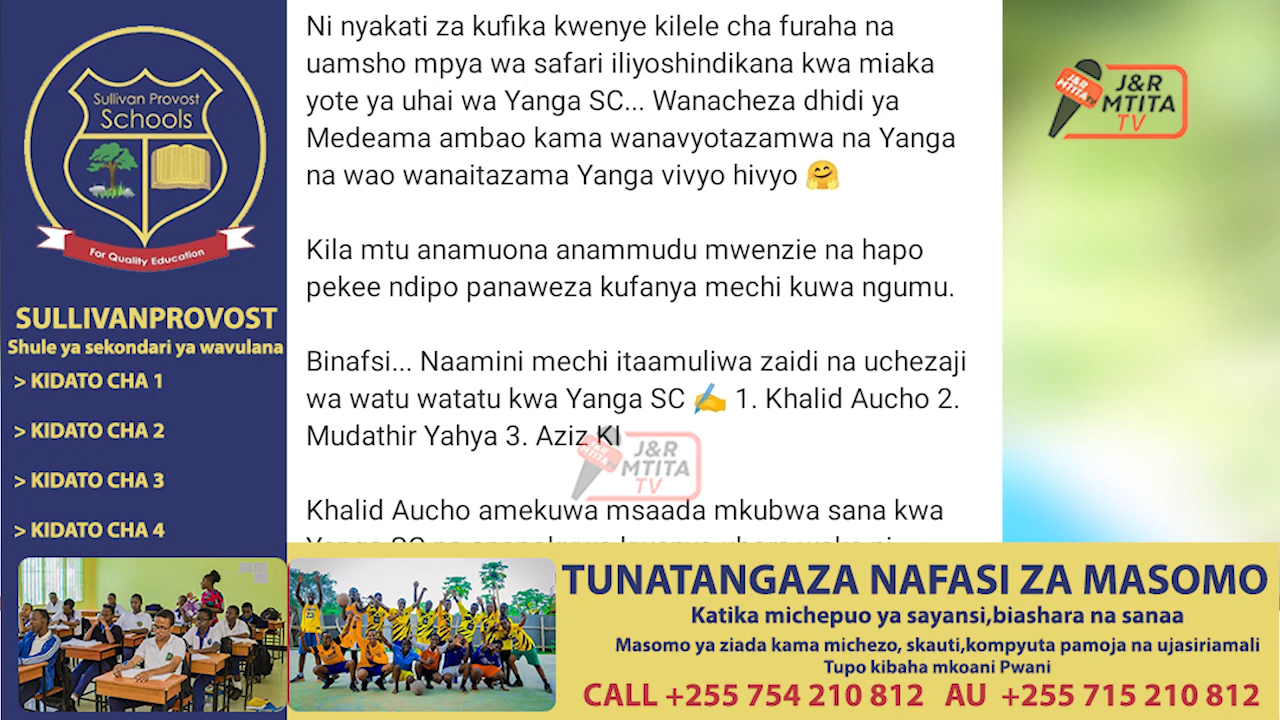 Sullivan Provost
Schools
For Quality Education
SULLIVANPROVOST
Shule ya sekondari ya wavulana
> KIDATO CHA 1
> KIDATO CHA 2
> KIDATO CHA 3
> KIDATO CHA 4
Ni nyakati za kufika kwenye kilele cha furaha na
uamsho mpya wa safari iliyoshindikana kwa miaka
yote ya uhai wa Yanga SC... Wanacheza dhidi ya
Medeama ambao kama wanavyotazamwa na Yanga
na wao wanaitazama Yanga vivyo hivyo 🤗
Kila mtu anamuona anammudu mwenzie na hapo
pekee ndipo panaweza kufanya mechi kuwa ngumu.
Binafsi... Naamini mechi itaamuliwa zaidi na uchezaji
wa watu watatu kwa Yanga SC ✍️ 1. Khalid Aucho 2.
Mudathir Yahya 3. Aziz KI
J&R
MTITA
TV
Khalid Aucho amekuwa msaada mkubwa sana kwa
J&R
MTITA
TV
TUNATANGAZA NAFASI ZA MASOMO
Katika michepuo ya sayansi,biashara na sanaa
Masomo ya ziada kama michezo, skauti,kompyuta pamoja na ujasiriamali
Tupo kibaha mkoani Pwani
CALL +255 754 210 812 AU +255 715 210 812